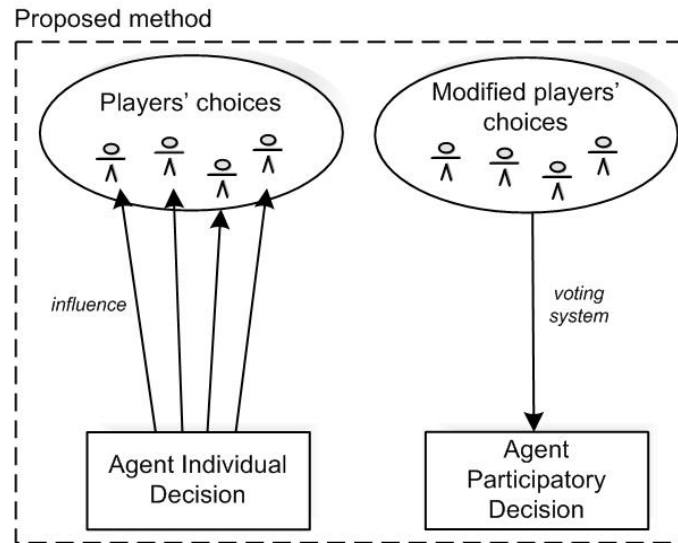 Proposed method
Players' choices
Modified players'
choices
influence
voting
system
Agent Individual
Decision
Agent
Participatory
Decision